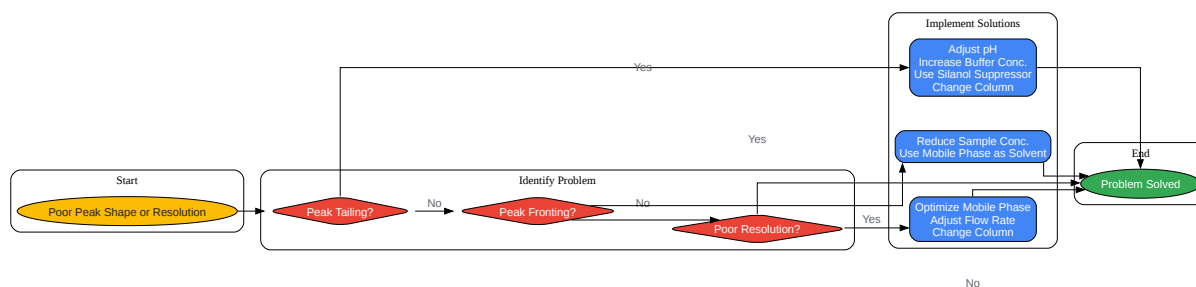 Implement Solutions
Adjust pH
Increase Buffer Conc.
Use Silanol Suppressor
Change Column
Yes
Yes
Reduce Sample Conc.
Use Mobile Phase as Solvent
End
Problem Solved
Start
Poor Peak Shape or Resolution
Identify Problem
Peak Tailing?
No
Peak Fronting?
No
Poor Resolution?
Yes
Optimize Mobile Phase
Adjust Flow Rate
Change Column
No